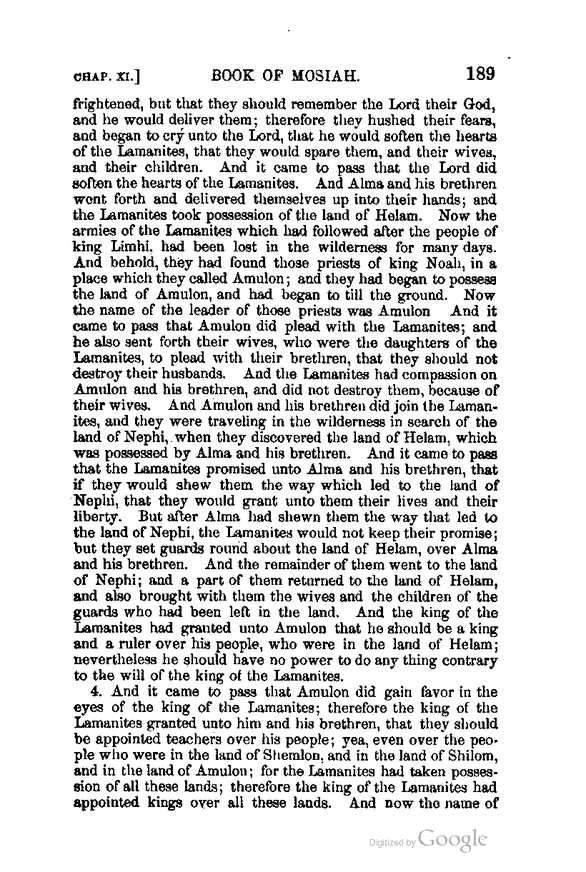 CHAP. XI.] BOOK OF MOSIAH. 189
frightened, but that they should remember the Lord their God,
and he would deliver them; therefore they hushed their fears,
and began to cry unto the Lord, that he would soften the hearts
of the Lamanites, that they would spare them, and their wives,
and their children. And it came to pass that the Lord did
soften the hearts of the Lamanites. And Alma and his brethren
went forth and delivered themselves up into their hands; and
the Lamanites took possession of the land of Helam. Now the
armies of the Lamanites which had followed after the people of
king Limhi, had been lost in the wilderness for many days.
And behold, they had found those priests of king Noah, in a
place which they called Amulon; and they had began to possess
the land of Amulon, and had began to till the ground. Now
the name of the leader of those priests was Amulon And it
came to pass that Amulon did plead with the Lamanites; and
he also sent forth their wives, who were the daughters of the
Lamanites, to plead with their brethren, that they should not
destroy their husbands. And the Lamanites had compassion on
Amulon and his brethren, and did not destroy them, because of
their wives. And Amulon and his brethren did join the Laman-
ites, and they were traveling in the wilderness in search of the
land of Nephi, when they discovered the land of Helam, which
was possessed by Alma and his brethren. And it came to pass
that the Lamanites promised unto Alma and his brethren, that
if they would shew them the way which led to the land of
Nephi, that they would grant unto them their lives and their
liberty. But after Alma had shewn them the way that led to
the land of Nephi, the Lamanites would not keep their promise;
but they set guards round about the land of Helam, over Alma
and his brethren. And the remainder of them went to the land
of Nephi; and a part of them returned to the land of Helam,
and also brought with them the wives and the children of the
guards who had been left in the land. And the king of the
Lamanites had granted unto Amulon that he should be a king
and a ruler over his people, who were in the land of Helam;
nevertheless he should have no power to do any thing contrary
to the will of the king of the Lamanites.
4. And it came to pass that Amulon did gain favor in the
eyes of the king of the Lamanites; therefore the king of the
Lamanites granted unto him and his brethren, that they should
be appointed teachers over his people; yea, even over the peo-
ple who were in the land of Shemlon, and in the land of Shilom,
and in the land of Amulon; for the Lamanites had taken posses-
sion of all these lands; therefore the king of the Lamanites had
appointed kings over all these lands. And now the name of
Digitized by Google